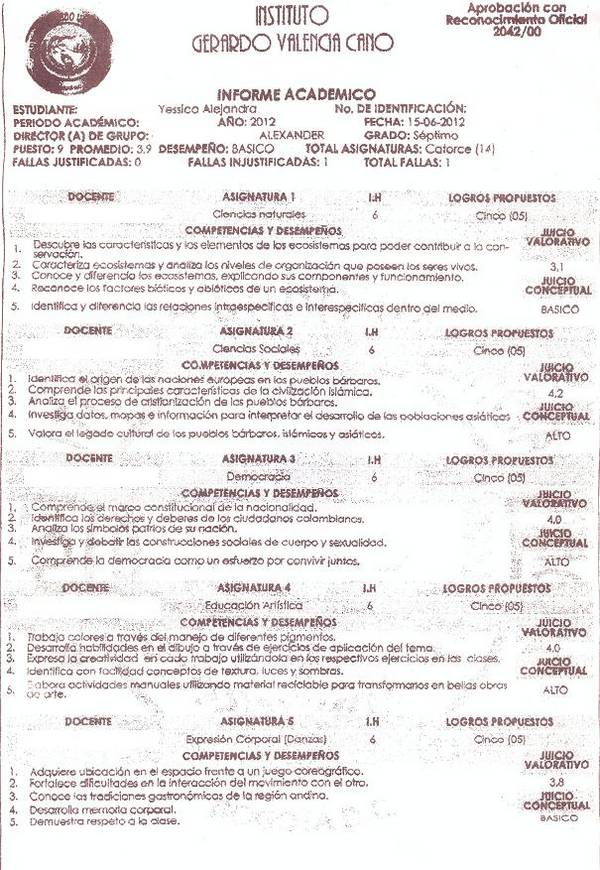 INSTITUTO
GERARDO VALENCIA CANO
Aprobación con
Reconocimiento Oficial
2042/00
INFORME ACADEMICO
ESTUDIANTE: Yessica Alejandra No. DE IDENTIFICACIÓN:
PERIODO ACADÉMICO: AÑO: 2012 FECHA: 15-06-2012
DIRECTOR (A) DE GRUPO: ALEXANDER GRADO: Séptimo
PUESTO: 9 PROMEDIO: 3.9 DESEMPEÑO: BASICO TOTAL ASIGNATURAS: Catorce (14)
FALLAS JUSTIFICADAS: 0 FALLAS INJUSTIFICADAS: 1 TOTAL FALLAS: 1
DOCENTE ASIGNATURA 1 I.H LOGROS PROPUESTOS
Ciencias naturales 6 Cinco (05)
COMPETENCIAS Y DESEMPEÑOS JUICIO VALORATIVO
1. Descubre las características y los elementos de los ecosistemas para poder contribuir a la con-
servación.
2. Caracteriza ecosistemas y analiza los niveles de organización que poseen los seres vivos. 3,1
3. Conoce y diferencia los ecosistemas, explicando sus componentes y funcionamiento. JUICIO
4. Reconoce los factores bióticos y abióticos de un ecosistema. CONCEPTUAL
5. Identifica y diferencia las relaciones intraespecificas e interespecificas dentro del medio. BASICO
DOCENTE ASIGNATURA 2 I.H LOGROS PROPUESTOS
Ciencias Sociales 6 Cinco (05)
COMPETENCIAS Y DESEMPEÑOS JUICIO
1. Identifica el origen de las naciones europeas en los pueblos bárbaros. VALORATIVO
2. Comprende las principales características de la civilización islámica. 4,2
3. Analiza el proceso de cristianización de los pueblos bárbaros. JUICIO
4. Investiga datos, mapas e información para interpretar el desarrollo de las poblaciones asiáticas CONCEPTUAL
5. Valora el legado cultural de los pueblos bárbaros, islámicos y asiáticos. ALTO
DOCENTE ASIGNATURA 3 I.H LOGROS PROPUESTOS
Democracia 6 Cinco (05)
COMPETENCIAS Y DESEMPEÑOS JUICIO
1. Comprende el marco constitucional de la nacionalidad. VALORATIVO
2. Identifica los derechos y deberes de los ciudadanos colombianos. 4,0
3. Analiza los símbolos patrios de su nación. JUICIO
4. Investiga y debatir las construcciones sociales de cuerpo y sexualidad. CONCEPTUAL
5. Comprende la democracia como un esfuerzo por convivir juntos. ALTO
DOCENTE ASIGNATURA 4 I.H LOGROS PROPUESTOS
Educación Artística 6 Cinco (05)
COMPETENCIAS Y DESEMPEÑOS JUICIO
1. Trabaja colores a través del manejo de diferentes pigmentos. VALORATIVO
2. Desarrolla habilidades en el dibujo a través de ejercicios de aplicación del tema. 4,0
3. Expresa la creatividad en cada trabajo utilizándola en los respectivos ejercicios en las clases. JUICIO
4. Identifica con facilidad conceptos de textura, luces y sombras. CONCEPTUAL
5. Elabora actividades manuales utilizando material reciclable para transformarlos en bellas obras ALTO
de arte.
DOCENTE ASIGNATURA 5 I.H LOGROS PROPUESTOS
Expresión Corporal (Danzas) 6 Cinco (05)
COMPETENCIAS Y DESEMPEÑOS JUICIO
VALORATIVO
1. Adquiere ubicación en el espacio frente a un juego coreográfico.
2. Fortalece dificultades en la interacción del movimiento con el otro. 3,8
3. Conoce las tradiciones gastronómicas de la región andina. JUICIO
4. Desarrolla memoria corporal. CONCEPTUAL
5. Demuestra respeto a la clase. BASICO